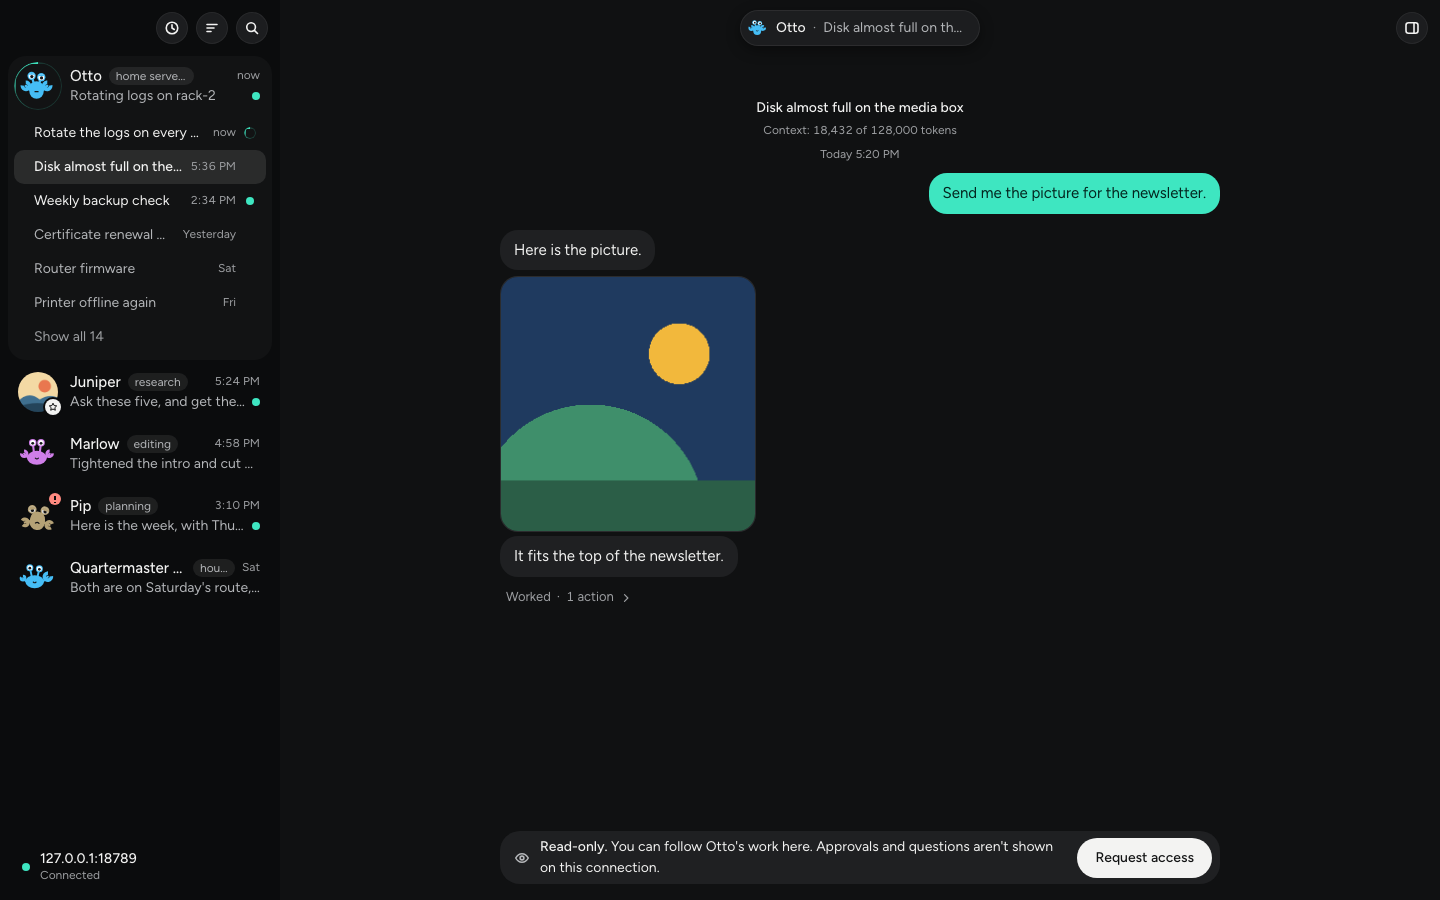 Otto home serve... now
Rotating logs on rack-2
Rotate the logs on every ... now
Disk almost full on the... 5:36 PM
Weekly backup check 2:34 PM
Certificate renewal ... Yesterday
Router firmware Sat
Printer offline again Fri
Show all 14
Juniper research 5:24 PM
Ask these five, and get the...
Marlow editing 4:58 PM
Tightened the intro and cut ...
Pip planning 3:10 PM
Here is the week, with Thu...
Quartermaster ... hou... Sat
Both are on Saturday's route,...
127.0.0.1:18789
Connected
Otto · Disk almost full on th...
Disk almost full on the media box
Context: 18,432 of 128,000 tokens
Today 5:20 PM
Send me the picture for the newsletter.
Here is the picture.
It fits the top of the newsletter.
Worked · 1 action
Read-only. You can follow Otto's work here. Approvals and questions aren't shown
on this connection.
Request access